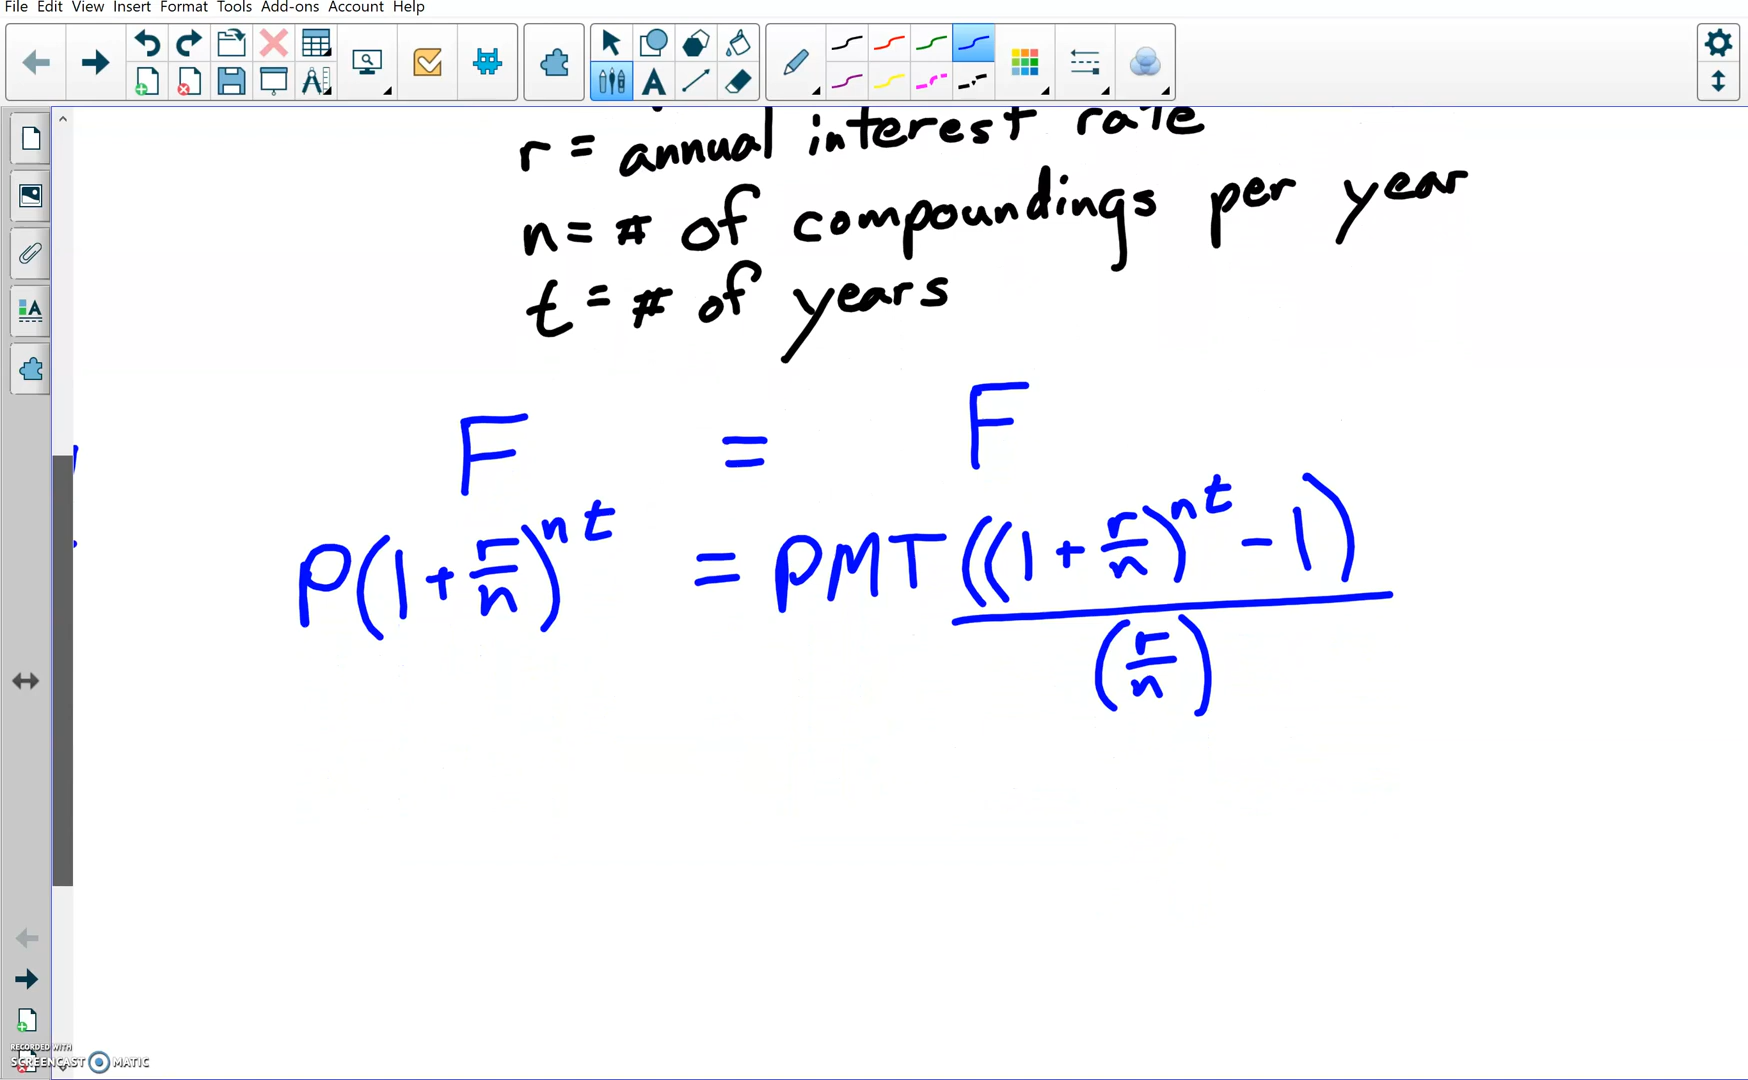 File Edit View Insert Format Tools Add-ons Account Help
r = annual interest rate
n = # of compoundings per year
t = # of years
F = F
P(1 + r/n)^nt = PMT((1 + r/n)^nt - 1) / (r/n)
RECORDED WITH
SCREENCAST MATIC